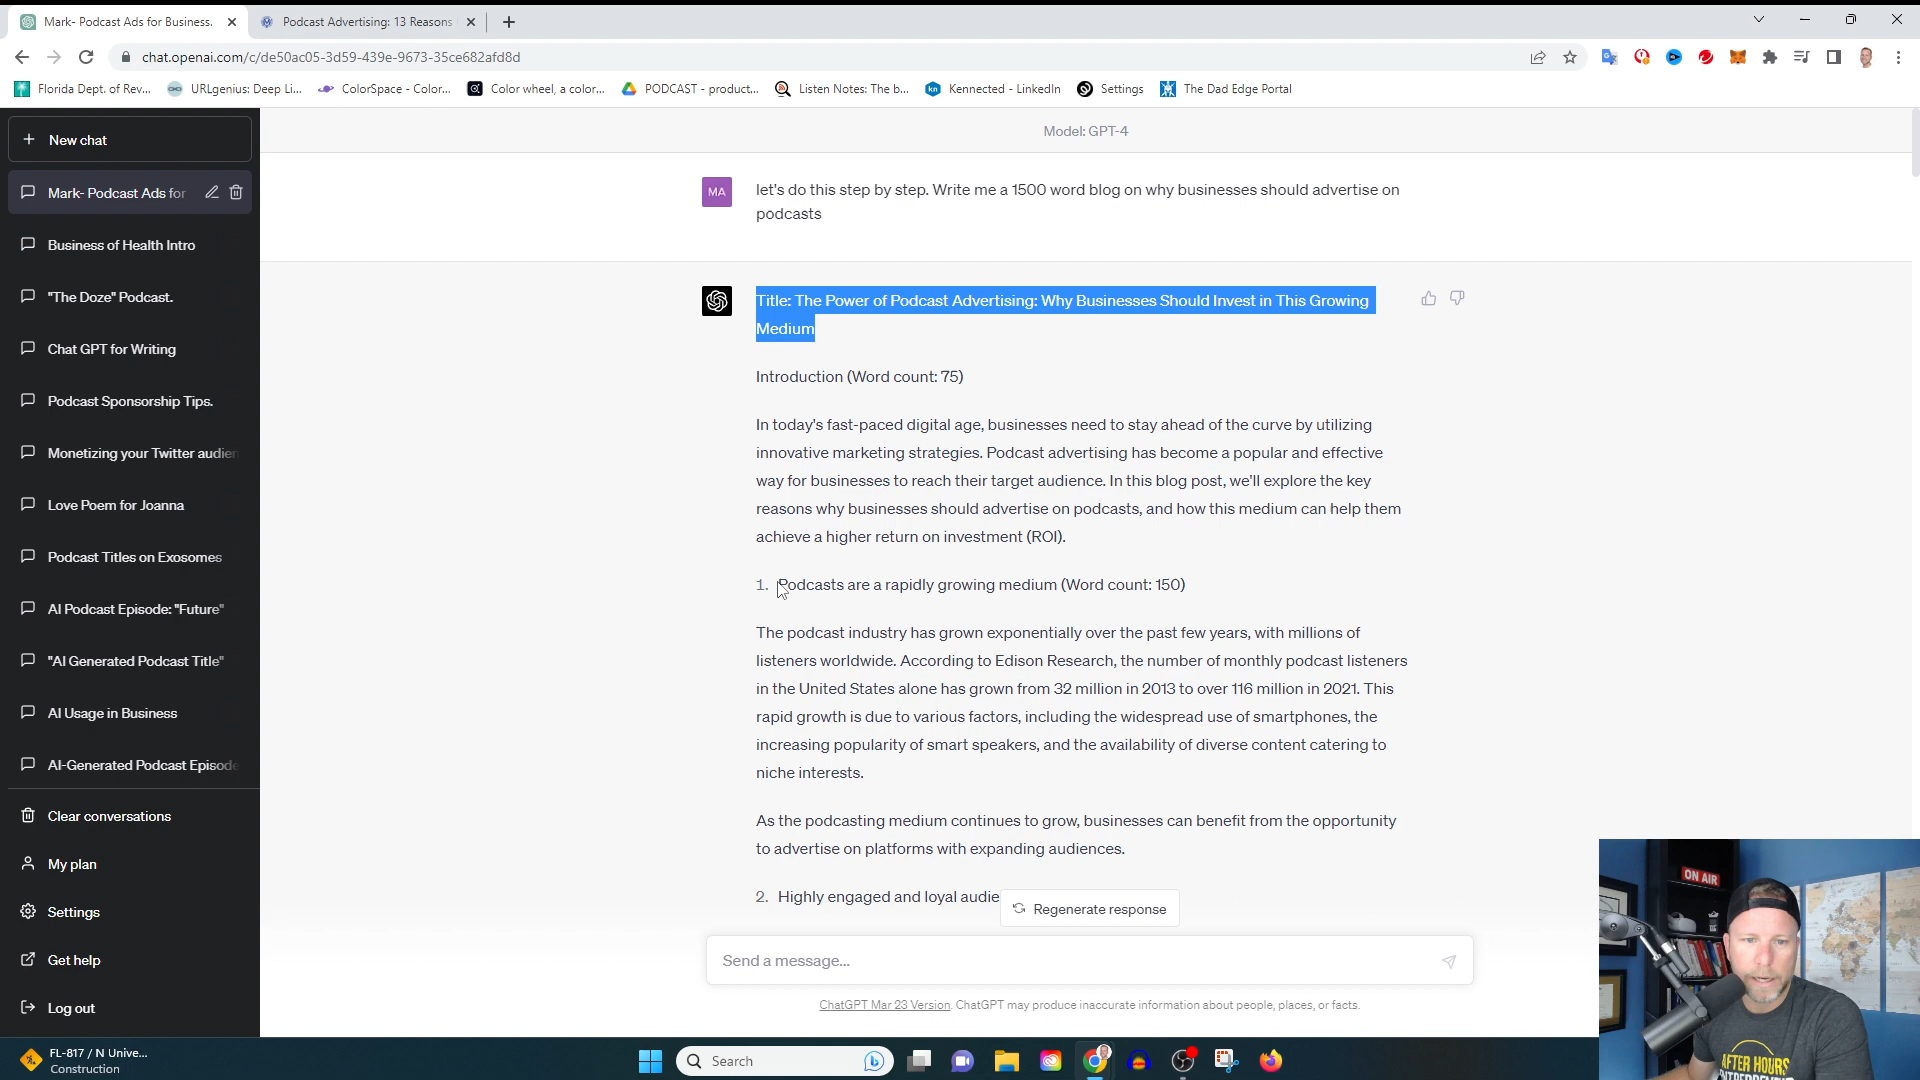 Mark- Podcast Ads for Business.
Podcast Advertising: 13 Reasons
chat.openai.com/c/de50ac05-3d59-439e-9673-35ce682afd8d
Florida Dept. of Rev...
URLgenius: Deep Li...
ColorSpace - Color...
Color wheel, a color...
PODCAST - product...
Listen Notes: The b...
kn
Kennected - LinkedIn
Settings
The Dad Edge Portal
New chat
Mark- Podcast Ads for
Business of Health Intro
"The Doze" Podcast.
Chat GPT for Writing
Podcast Sponsorship Tips.
Monetizing your Twitter audien
Love Poem for Joanna
Podcast Titles on Exosomes
AI Podcast Episode: "Future"
"AI Generated Podcast Title"
AI Usage in Business
AI-Generated Podcast Episode
Clear conversations
My plan
Settings
Get help
Log out
Model: GPT-4
MA
let's do this step by step. Write me a 1500 word blog on why businesses should advertise on
podcasts
Title: The Power of Podcast Advertising: Why Businesses Should Invest in This Growing
Medium
Introduction (Word count: 75)
In today's fast-paced digital age, businesses need to stay ahead of the curve by utilizing
innovative marketing strategies. Podcast advertising has become a popular and effective
way for businesses to reach their target audience. In this blog post, we'll explore the key
reasons why businesses should advertise on podcasts, and how this medium can help them
achieve a higher return on investment (ROI).
1. Podcasts are a rapidly growing medium (Word count: 150)
The podcast industry has grown exponentially over the past few years, with millions of
listeners worldwide. According to Edison Research, the number of monthly podcast listeners
in the United States alone has grown from 32 million in 2013 to over 116 million in 2021. This
rapid growth is due to various factors, including the widespread use of smartphones, the
increasing popularity of smart speakers, and the availability of diverse content catering to
niche interests.
As the podcasting medium continues to grow, businesses can benefit from the opportunity
to advertise on platforms with expanding audiences.
2. Highly engaged and loyal audie
Regenerate response
Send a message...
ChatGPT Mar 23 Version. ChatGPT may produce inaccurate information about people, places, or facts.
ON AIR
AFTER HOURS
ENTREPRENEUR
FL-817 / N Unive...
Construction
Search